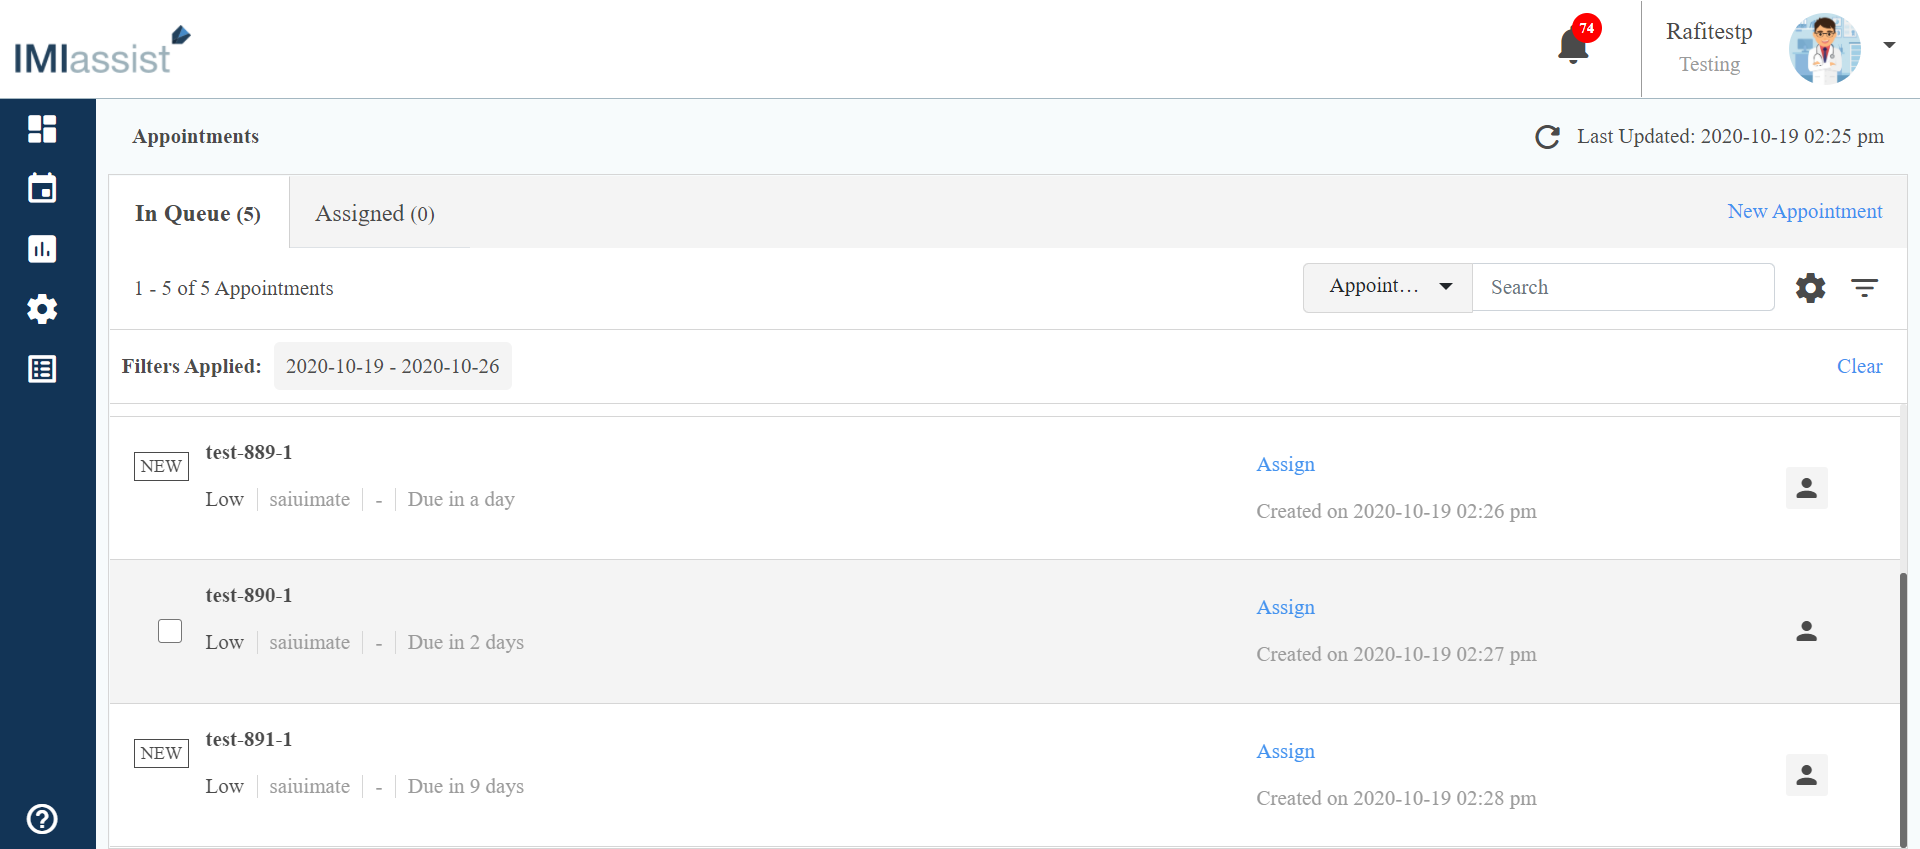 IMIassist
74
Rafitestp
Testing
Appointments
Last Updated: 2020-10-19 02:25 pm
In Queue (5)
Assigned (0)
New Appointment
1 - 5 of 5 Appointments
Appoint...
Search
Filters Applied:
2020-10-19 - 2020-10-26
Clear
NEW
test-889-1
Low
saiuimate
-
Due in a day
Assign
Created on 2020-10-19 02:26 pm
test-890-1
Low
saiuimate
-
Due in 2 days
Assign
Created on 2020-10-19 02:27 pm
NEW
test-891-1
Low
saiuimate
-
Due in 9 days
Assign
Created on 2020-10-19 02:28 pm